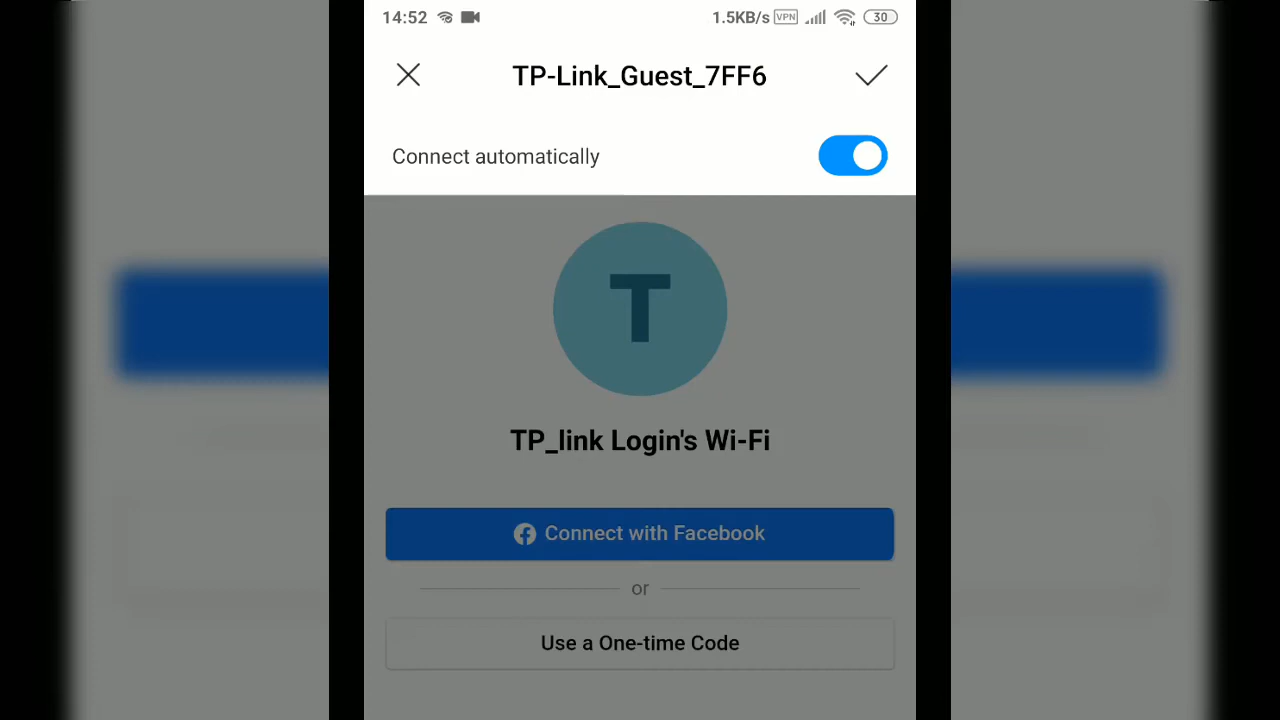 14:52 1.5KB/s VPN 30
TP-Link_Guest_7FF6
Connect automatically
T
TP_link Login's Wi-Fi
Connect with Facebook
or
Use a One-time Code